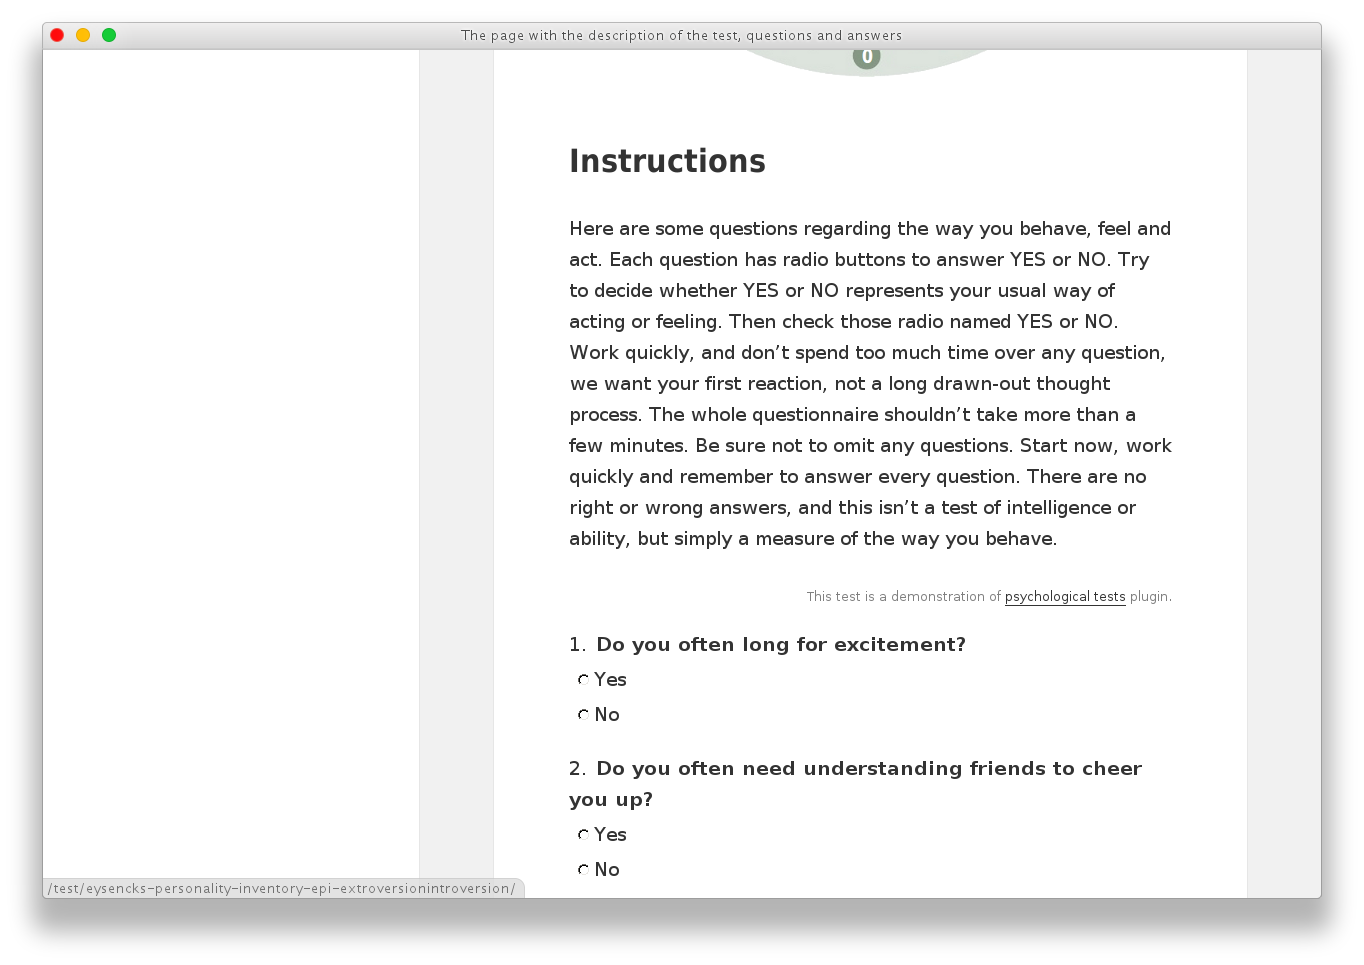 The page with the description of the test, questions and answers
0
Instructions
Here are some questions regarding the way you behave, feel and
act. Each question has radio buttons to answer YES or NO. Try
to decide whether YES or NO represents your usual way of
acting or feeling. Then check those radio named YES or NO.
Work quickly, and don’t spend too much time over any question,
we want your first reaction, not a long drawn-out thought
process. The whole questionnaire shouldn’t take more than a
few minutes. Be sure not to omit any questions. Start now, work
quickly and remember to answer every question. There are no
right or wrong answers, and this isn’t a test of intelligence or
ability, but simply a measure of the way you behave.
This test is a demonstration of psychological tests plugin.
1. Do you often long for excitement?
Yes
No
2. Do you often need understanding friends to cheer
you up?
Yes
No
/test/eysencks-personality-inventory-epi-extroversionintroversion/